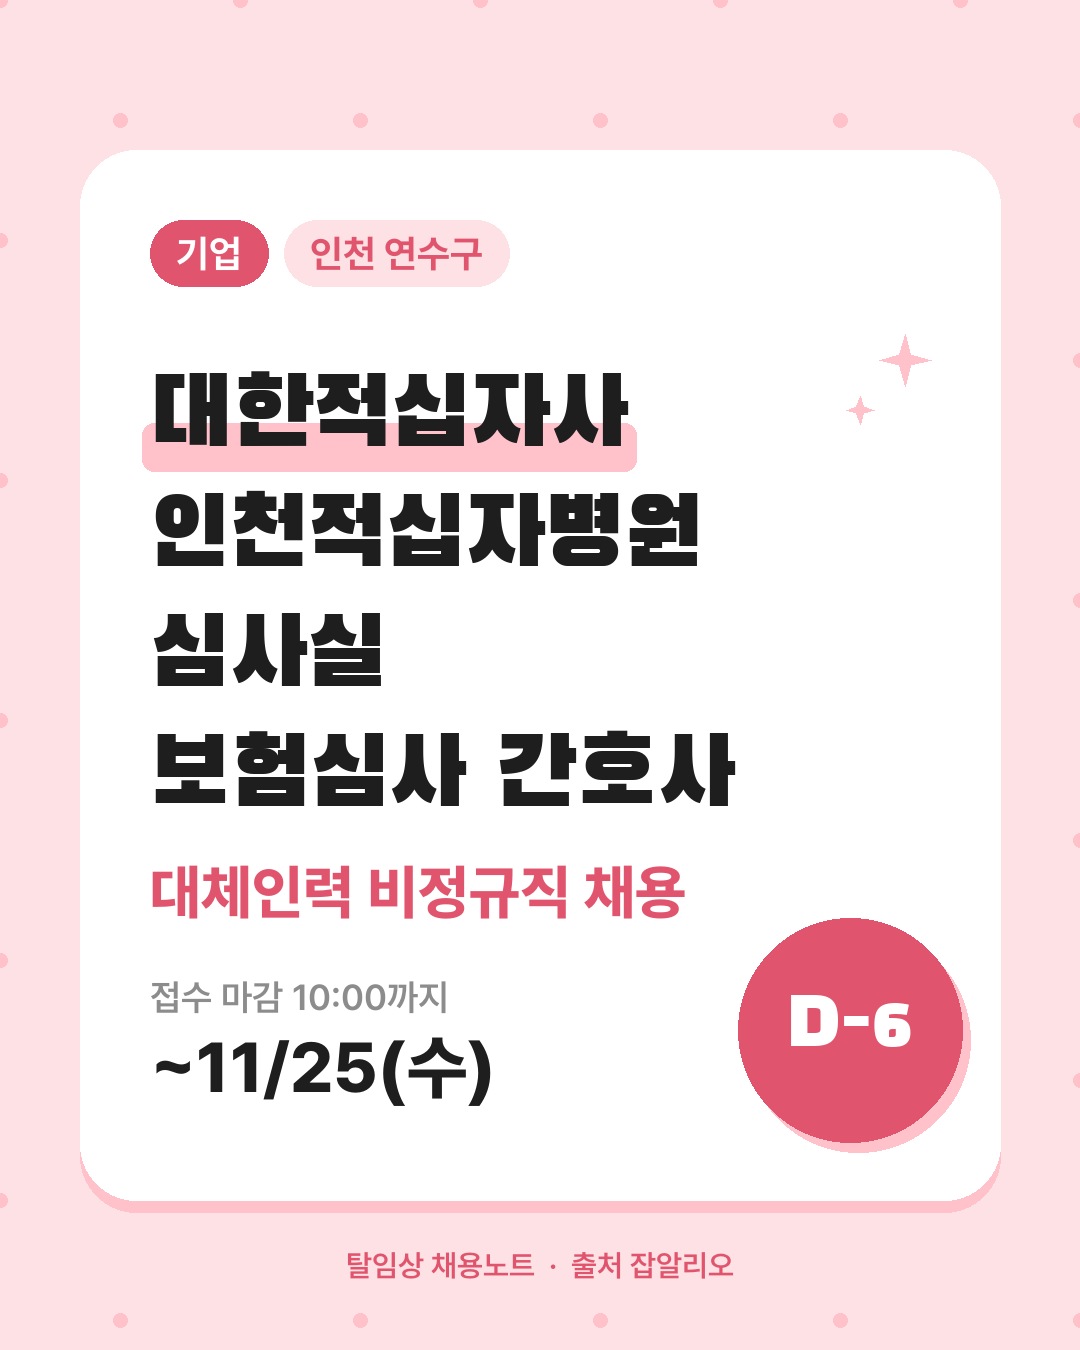 기업 인천 연수구
대한적십자사
인천적십자병원
심사실
보험심사 간호사
대체인력 비정규직 채용
접수 마감 10:00까지
~11/25(수)
D-6
탈임상 채용노트 · 출처 잡알리오